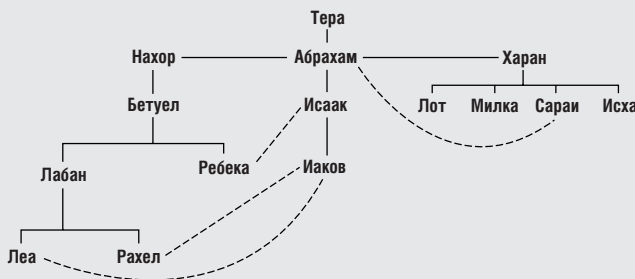 Тера
Нахор Абрахам Харан
Бетуел Исаак Лот Милка Сараи Исха
Лабан Ребека Иаков
Леа Рахел